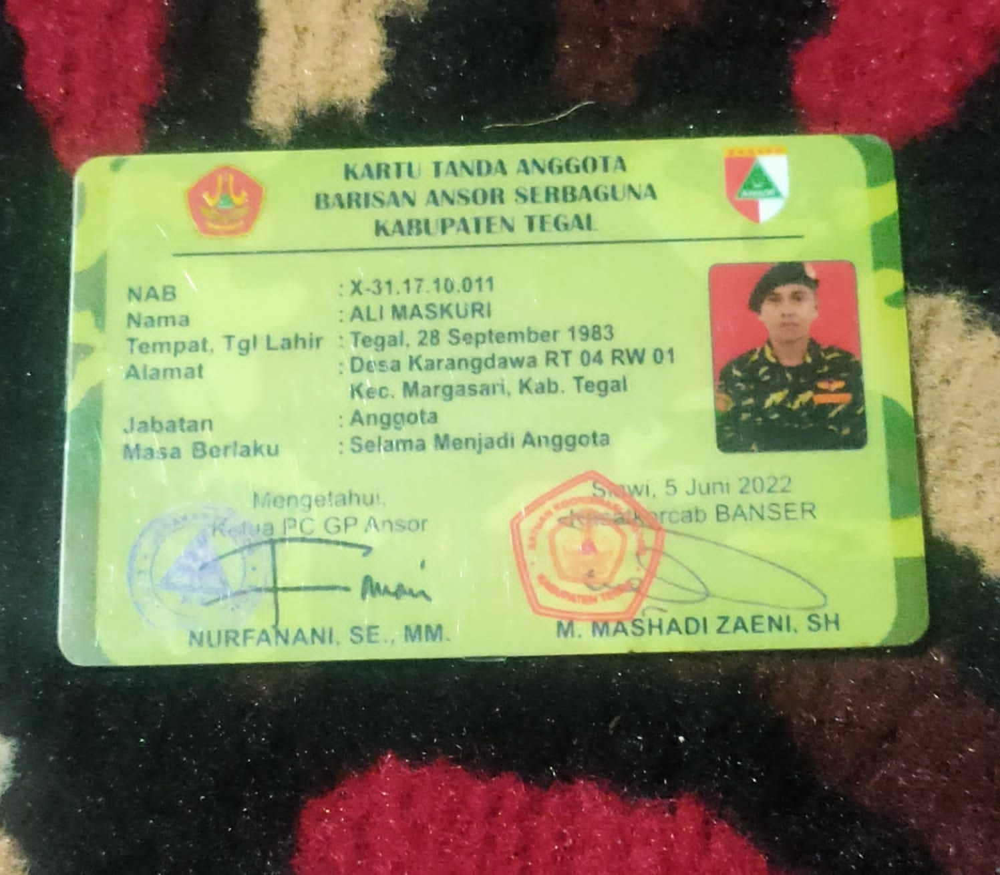 KARTU TANDA ANGGOTA
BARISAN ANSOR SERBAGUNA
KABUPATEN TEGAL
NAB : X-31.17.10.011
Nama : ALI MASKURI
Tempat, Tgl Lahir : Tegal, 28 September 1983
Alamat : Desa Karangdawa RT 04 RW 01
Kec. Margasari, Kab. Tegal
Jabatan : Anggota
Masa Berlaku : Selama Menjadi Anggota
Mengetahui,
Ketua PC GP Ansor
Slawi, 5 Juni 2022
BANSER
KABUPATEN TEGAL
NURFANANI, SE., MM.
M. MASHADI ZAENI, SH